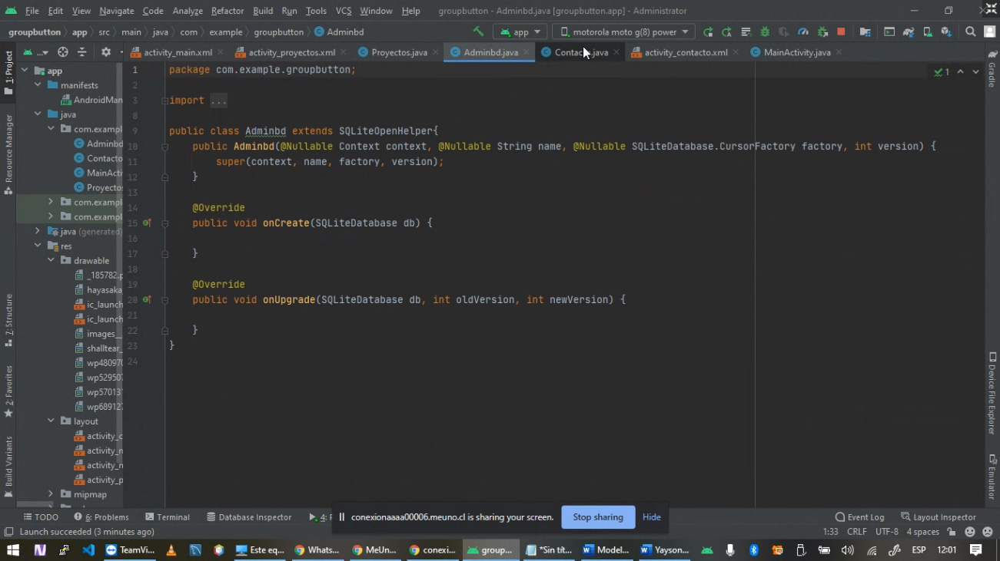 File Edit View Navigate Code Analyze Refactor Build Run Tools VCS Window Help groupbutton - Adminbd.java [groupbutton.app] - Administrator
groupbutton app src main java com example groupbutton Adminbd app motorola moto g(8) power
activity_main.xml activity_proyectos.xml Proyectos.java Adminbd.java Contacto.java activity_contacto.xml MainActivity.java
1: Project
Resource Manager
7: Structure
2: Favorites
Build Variants
app
manifests
AndroidMan
java
com.exampl
Adminbd
Contacto
MainActi
Proyectos
com.exampl
com.exampl
java (generated)
res
drawable
_185782.p
hayasaka_
ic_launch
ic_launch
images__
shalltear_
wp480970
wp529507
wp570131
wp689127
layout
activity_c
activity_n
activity_n
activity_p
mipmap
1 package com.example.groupbutton;
2
3 import ...
8
9 public class Adminbd extends SQLiteOpenHelper{
10 public Adminbd(@Nullable Context context, @Nullable String name, @Nullable SQLiteDatabase.CursorFactory factory, int version) {
11 super(context, name, factory, version);
12 }
13
14 @Override
15 public void onCreate(SQLiteDatabase db) {
16
17 }
18
19 @Override
20 public void onUpgrade(SQLiteDatabase db, int oldVersion, int newVersion) {
21
22 }
23 }
24
1
Gradle
Device File Explorer
Emulator
TODO 6: Problems Terminal Database Inspector 4: Event Log Layout Inspector
conexionaaaa00006.meuno.cl is sharing your screen. Stop sharing Hide
Launch succeeded (3 minutes ago) 1:33 CRLF UTF-8 4 spaces
TeamVi... Este eq... Whats... MeUn... conexi... group... *Sin tít... Model... Yayson... ESP 12:01